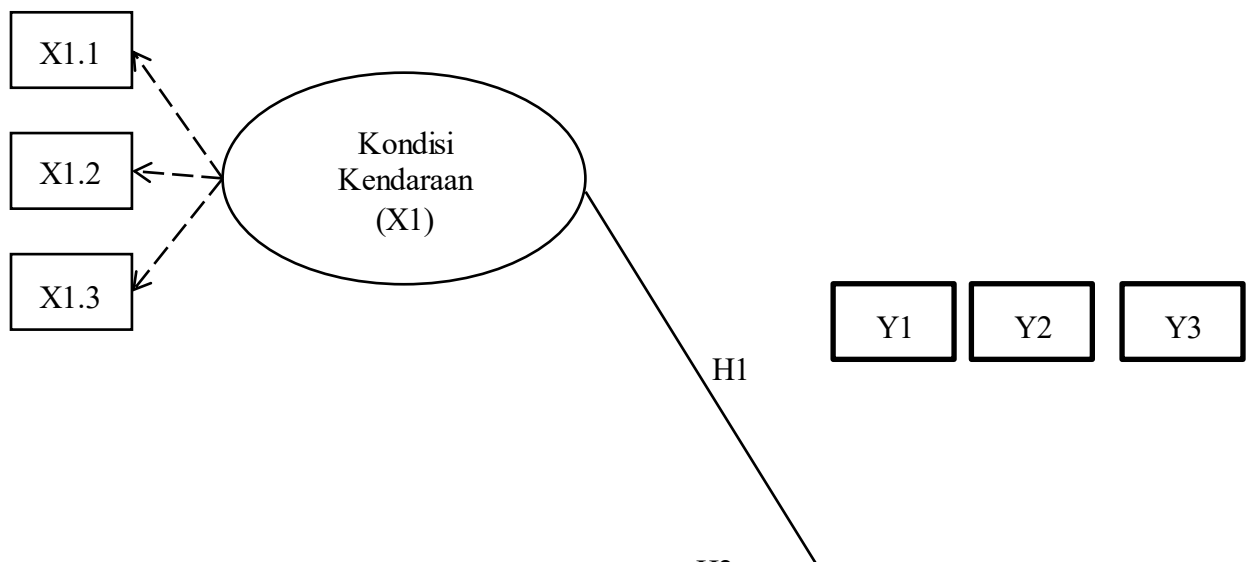 X1.1
X1.2
X1.3
Kondisi
Kendaraan
(X1)
H1
Y1
Y2
Y3